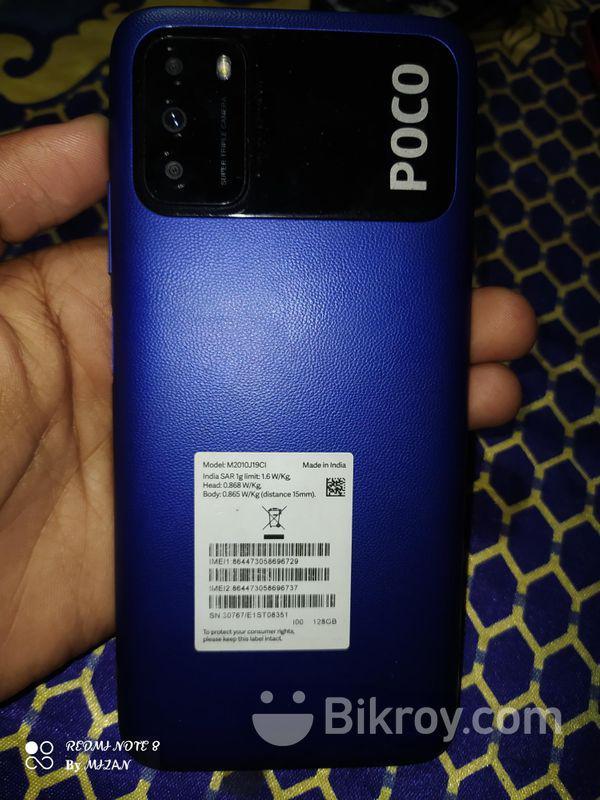 SUPER TRIPLE CAMERA
POCO
Model: M2010J19CI Made in India
India SAR 1g limit: 1.6 W/Kg,
Head: 0.868 W/Kg,
Body: 0.865 W/Kg (distance 15mm).
IMEI1:864473058696729
IMEI2:864473058696737
SN:30767/E1ST08351
I00 128GB
To protect your consumer rights,
please keep this label intact.
Bikroy.com
REDMI NOTE 8
By MIZAN